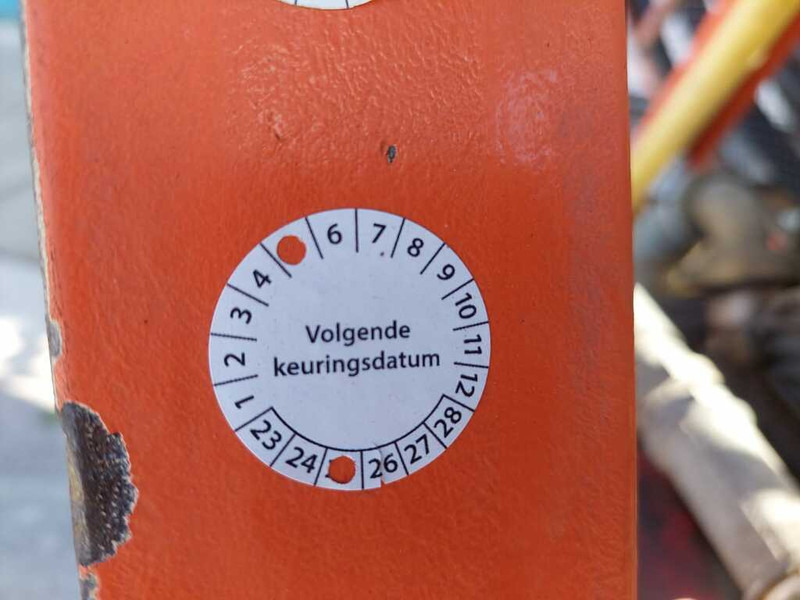 1 2 3 4 6 7 8 9 10 11 12
Volgende
keuringsdatum
23 24 26 27 28